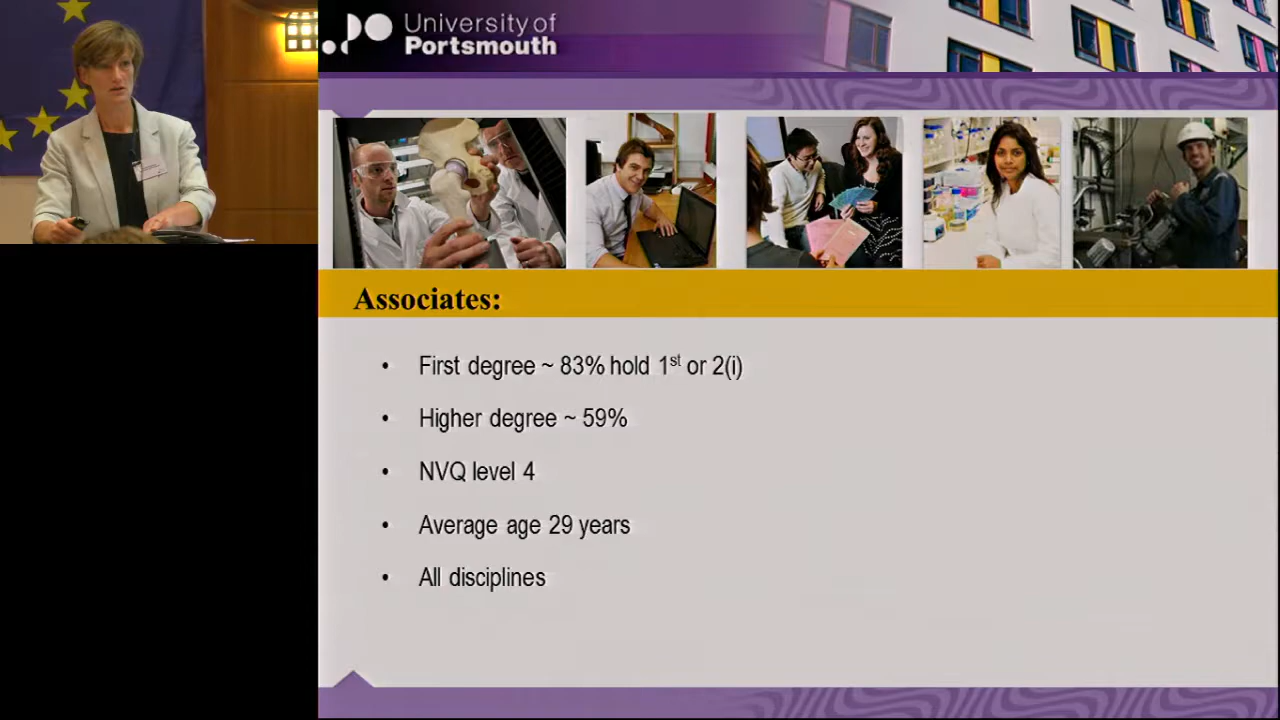 University of
Portsmouth
Associates:
• First degree ~ 83% hold 1st or 2(i)
• Higher degree ~ 59%
• NVQ level 4
• Average age 29 years
• All disciplines